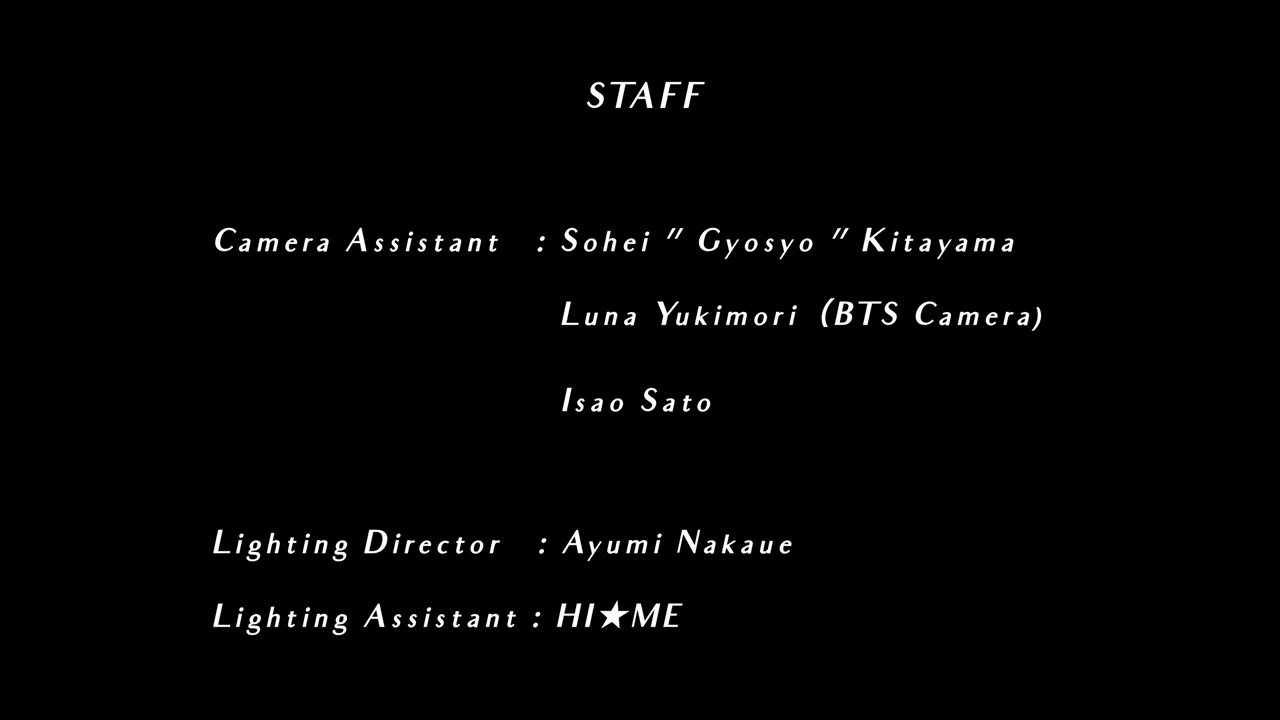 STAFF
Camera Assistant : Sohei " Gyosyo " Kitayama
Luna Yukimori (BTS Camera)
Isao Sato
Lighting Director : Ayumi Nakaue
Lighting Assistant : HI★ME